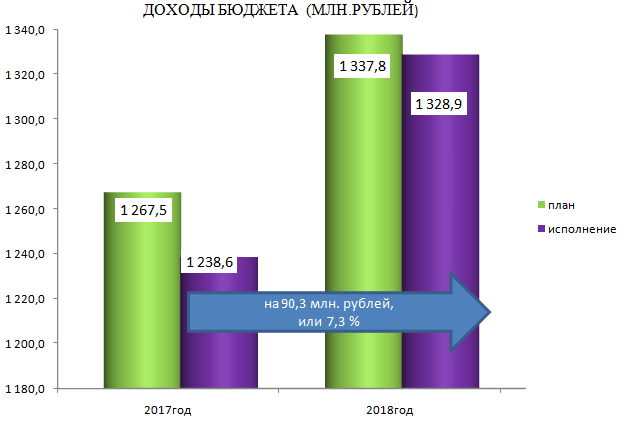 ДОХОДЫ БЮДЖЕТА (МЛН.РУБЛЕЙ)
1 340,0
1 320,0
1 300,0
1 280,0
1 260,0
1 240,0
1 220,0
1 200,0
1 180,0
1 267,5
1 238,6
1 337,8
1 328,9
на 90,3 млн. рублей,
или 7,3 %
2017год
2018год
план
исполнение